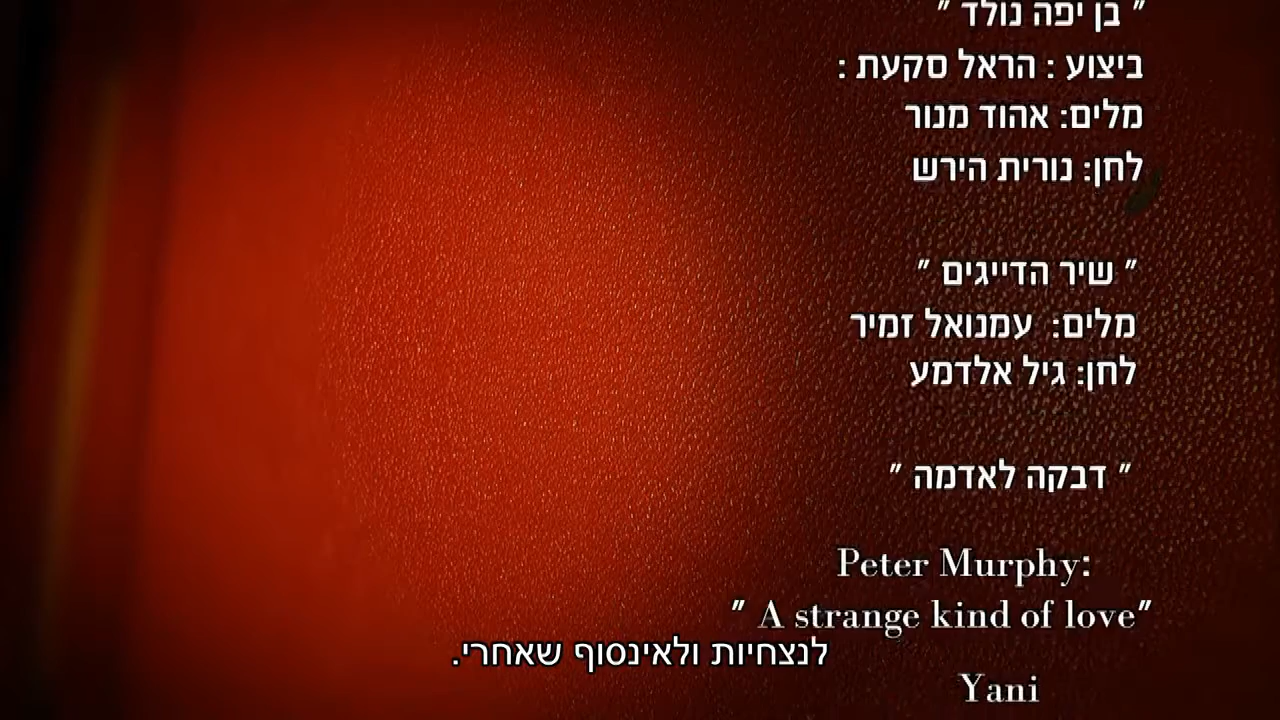 " בן יפה נולד "
ביצוע : הראל סקעת :
מלים: אהוד מנור
לחן: נורית הירש
" שיר הדייגים "
מלים: עמנואל זמיר
לחן: גיל אלדמע
" דבקה לאדמה "
Peter Murphy:
" A strange kind of love"
לנצחיות ולאינסוף שאחרי.
Yani